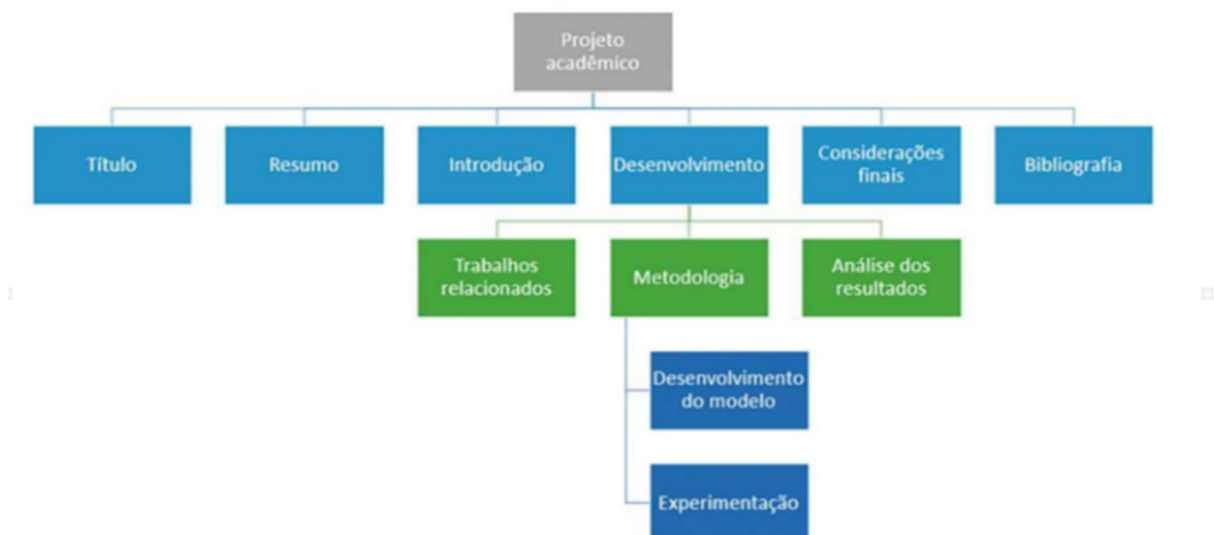 Projeto
acadêmico
Título
Resumo
Introdução
Desenvolvimento
Considerações
finais
Bibliografia
Trabalhos
relacionados
Metodologia
Análise dos
resultados
Desenvolvimento
do modelo
Experimentação